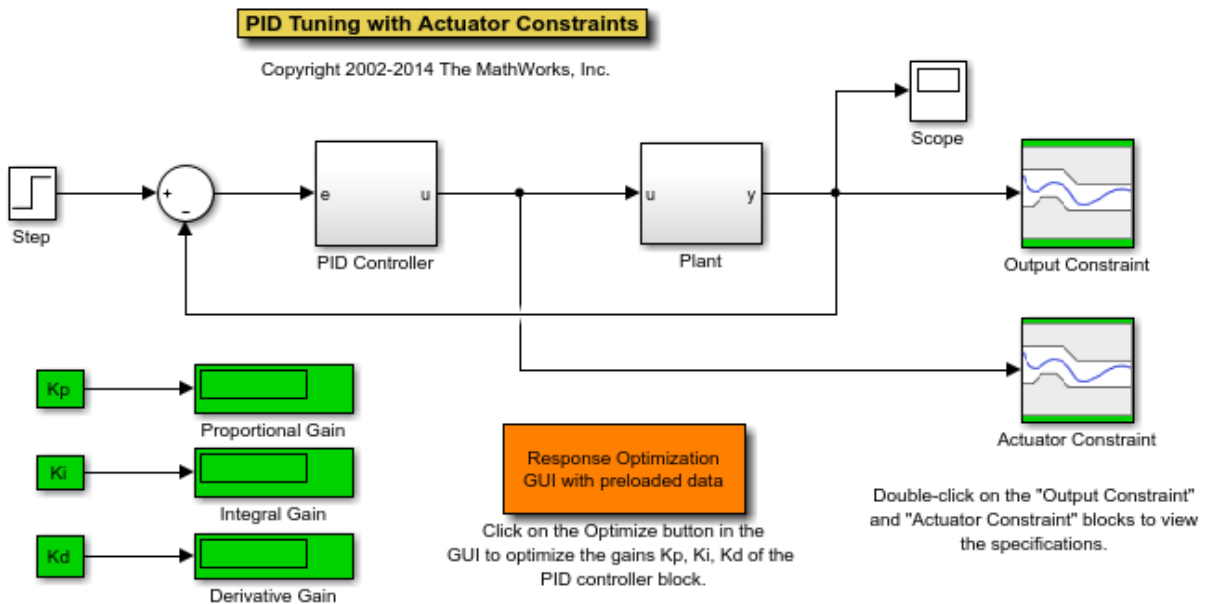 PID Tuning with Actuator Constraints
Copyright 2002-2014 The MathWorks, Inc.
Scope
+
−
e
u
u
y
Step
PID Controller
Plant
Output Constraint
Kp
Proportional Gain
Ki
Integral Gain
Kd
Derivative Gain
Response Optimization
GUI with preloaded data
Click on the Optimize button in the
GUI to optimize the gains Kp, Ki, Kd of the
PID controller block.
Actuator Constraint
Double-click on the "Output Constraint"
and "Actuator Constraint" blocks to view
the specifications.